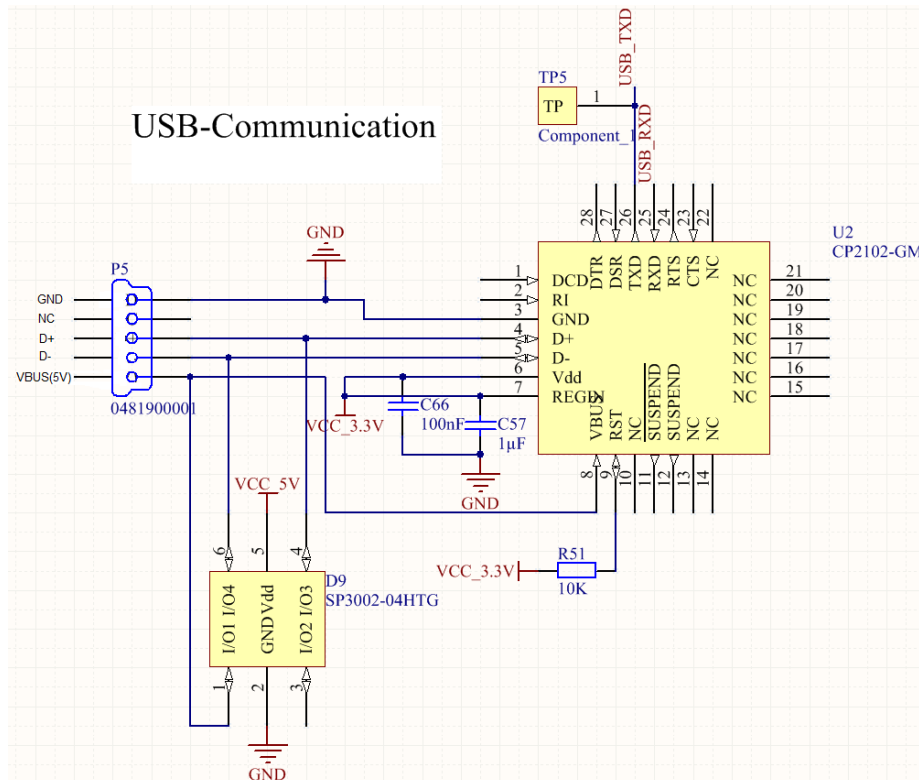 USB_TXD
TP5
TP
1
Component_1
USB_RXD
USB-Communication
28
27
26
25
24
23
22
U2
CP2102-GM
DTR
DSR
TXD
RXD
RTS
CTS
NC
GND
P5
GND
NC
D+
D-
VBUS(5V)
0481900001
1
2
3
4
5
6
7
DCD
RI
GND
D+
D-
Vdd
REGIN
NC 21
NC 20
NC 19
NC 18
NC 17
NC 16
NC 15
VBUS
RST
NC
SUSPEND
SUSPEND
NC
NC
8
9
10
11
12
13
14
VCC_3.3V
C66
100nF
C57
1µF
GND
VCC_5V
VCC_3.3V
R51
10K
6
5
4
D9
SP3002-04HTG
I/O1 I/O4
GND Vdd
I/O2 I/O3
1
2
3
GND